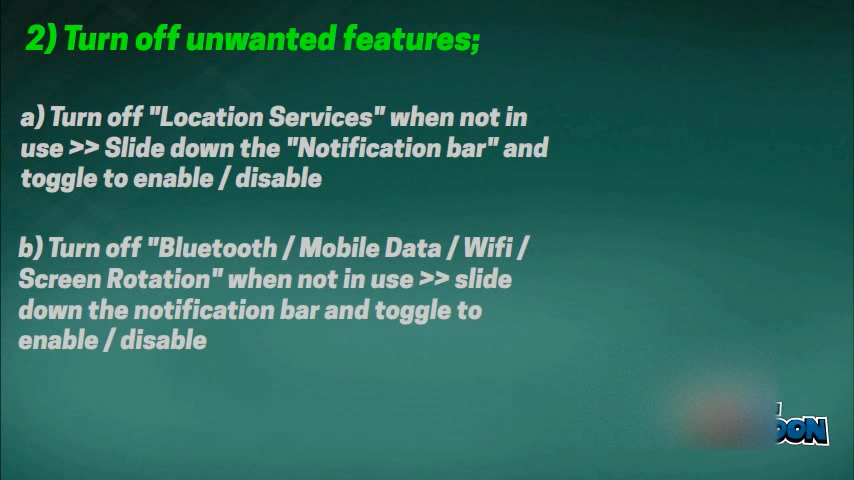 2) Turn off unwanted features;
a) Turn off "Location Services" when not in
use >> Slide down the "Notification bar" and
toggle to enable / disable
b) Turn off "Bluetooth / Mobile Data / Wifi /
Screen Rotation" when not in use >> slide
down the notification bar and toggle to
enable / disable